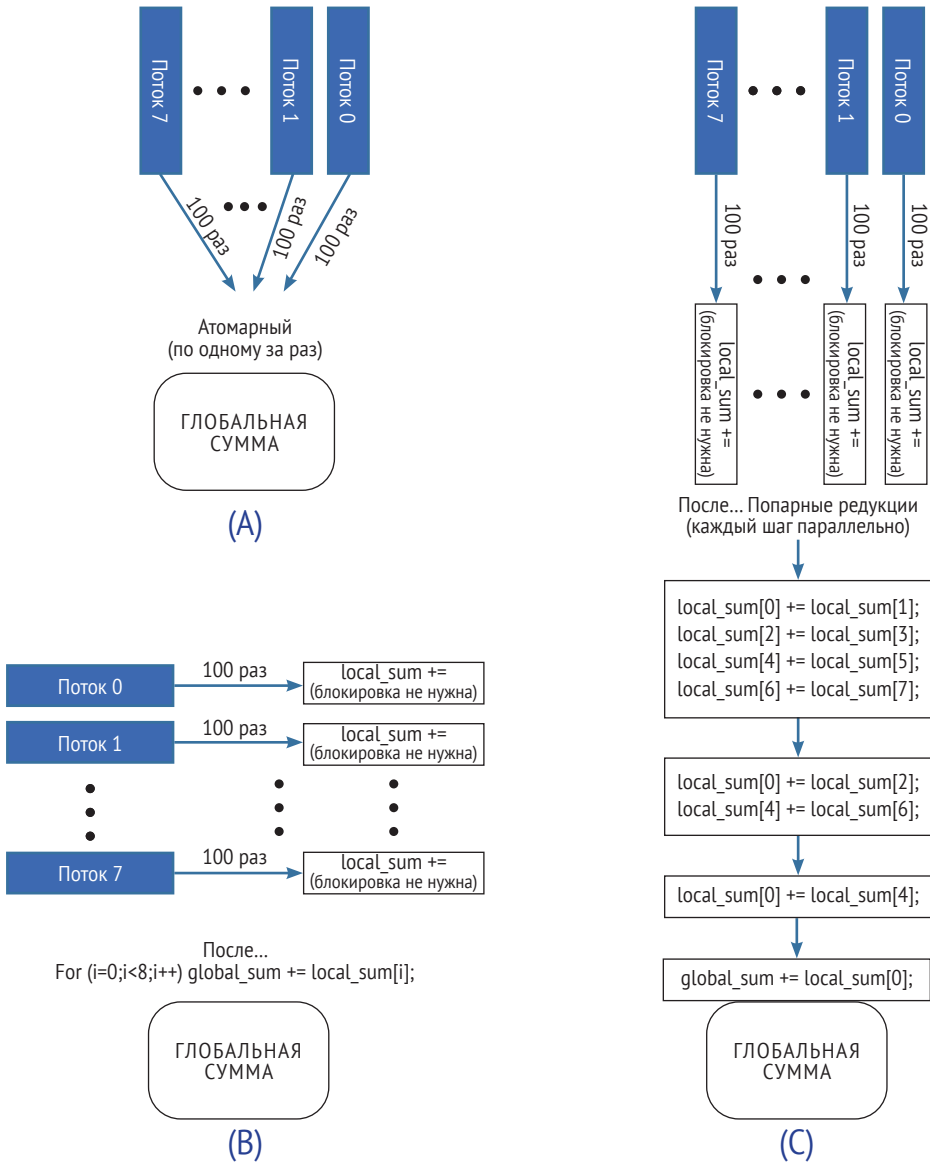 Поток 7
Поток 1
Поток 0
100 раз
100 раз
100 раз
Атомарный
(по одному за раз)
ГЛОБАЛЬНАЯ
СУММА
(A)
Поток 0
100 раз
local_sum +=
(блокировка не нужна)
Поток 1
100 раз
local_sum +=
(блокировка не нужна)
Поток 7
100 раз
local_sum +=
(блокировка не нужна)
После...
For (i=0;i<8;i++) global_sum += local_sum[i];
ГЛОБАЛЬНАЯ
СУММА
(B)
Поток 7
Поток 1
Поток 0
100 раз
100 раз
100 раз
local_sum +=
(блокировка не нужна)
local_sum +=
(блокировка не нужна)
local_sum +=
(блокировка не нужна)
После... Попарные редукции
(каждый шаг параллельно)
local_sum[0] += local_sum[1];
local_sum[2] += local_sum[3];
local_sum[4] += local_sum[5];
local_sum[6] += local_sum[7];
local_sum[0] += local_sum[2];
local_sum[4] += local_sum[6];
local_sum[0] += local_sum[4];
global_sum += local_sum[0];
ГЛОБАЛЬНАЯ
СУММА
(C)